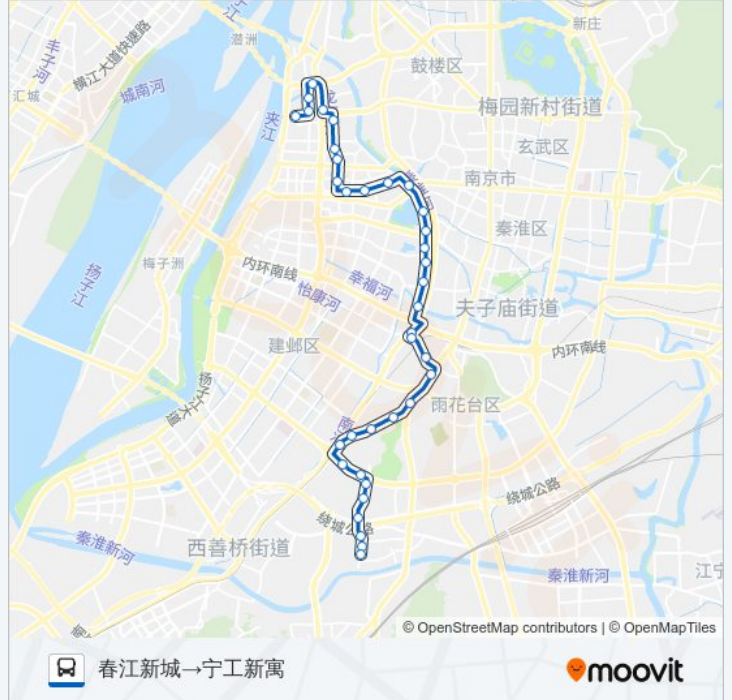 新庄
夹江
潜洲
丰子河
横江大道快速路
鼓楼区
汇城
城南河
梅园新村街道
夹江
玄武区
南京市
秦淮区
梅子洲
内环南线
扬子江
幸福河
怡康河
夫子庙街道
建邺区
内环南线
扬子江大道
雨花台区
绕城公路
绕城公路
秦淮新河
西善桥街道
秦淮新河
江宁
© OpenStreetMap contributors | © OpenMapTiles
春江新城→宁工新寓
moovit